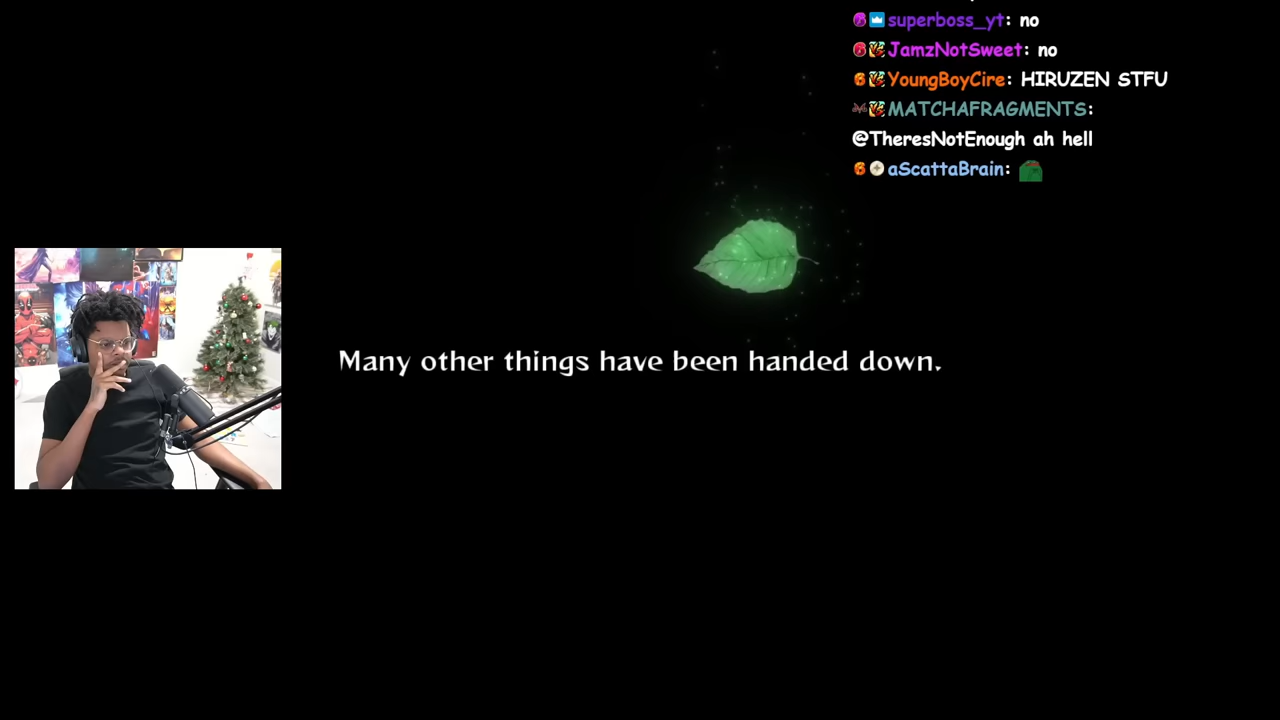 superboss_yt: no
JamzNotSweet: no
YoungBoyCire: HIRUZEN STFU
MATCHAFRAGMENTS:
@TheresNotEnough ah hell
aScattaBrain:
Many other things have been handed down.